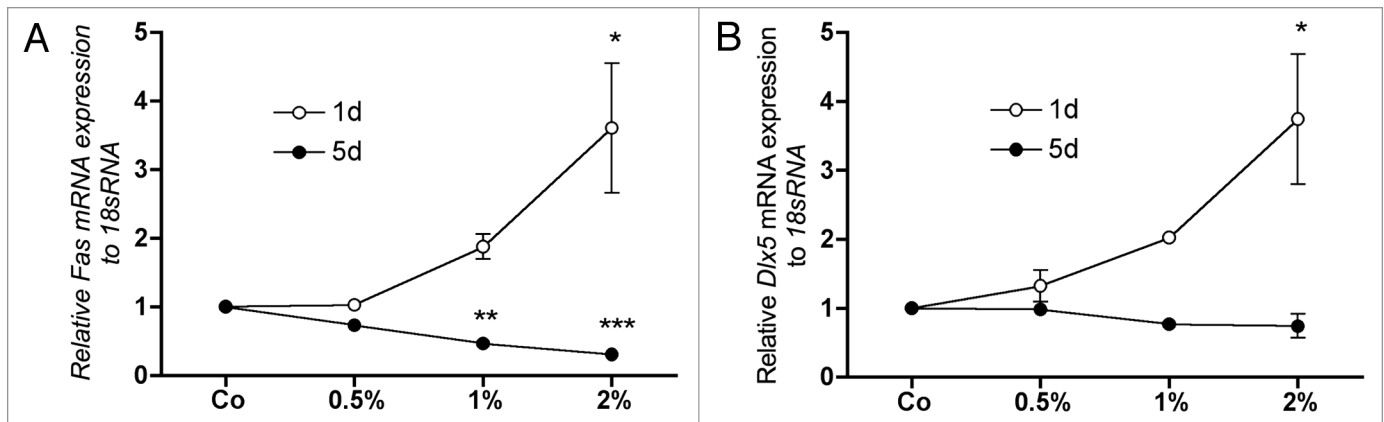 A
Relative Fas mRNA expression
to 18sRNA
5
4
3
2
1
0
1d
5d
*
**
***
Co
0.5%
1%
2%
B
Relative Dlx5 mRNA expression
to 18sRNA
5
4
3
2
1
0
1d
5d
*
Co
0.5%
1%
2%